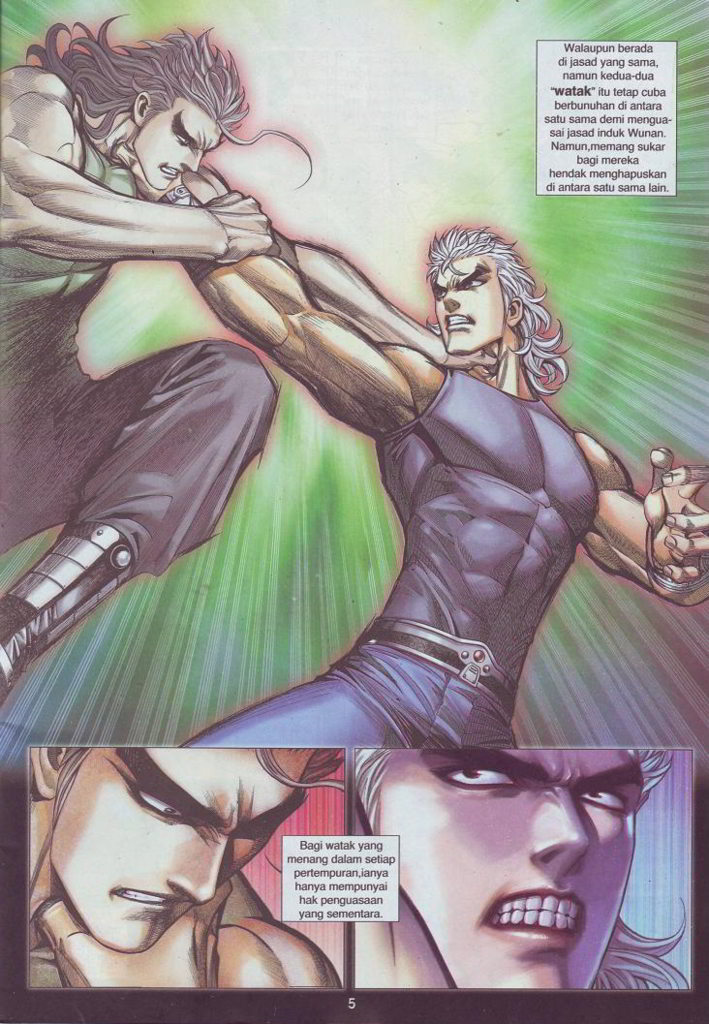 Walaupun berada
di jasad yang sama,
namun kedua-dua
“watak” itu tetap cuba
berbunuhan di antara
satu sama demi mengua-
sai jasad induk Wunan.
Namun,memang sukar
bagi mereka
hendak menghapuskan
di antara satu sama lain.
Bagi watak yang
menang dalam setiap
pertempuran,ianya
hanya mempunyai
hak penguasaan
yang sementara.
5